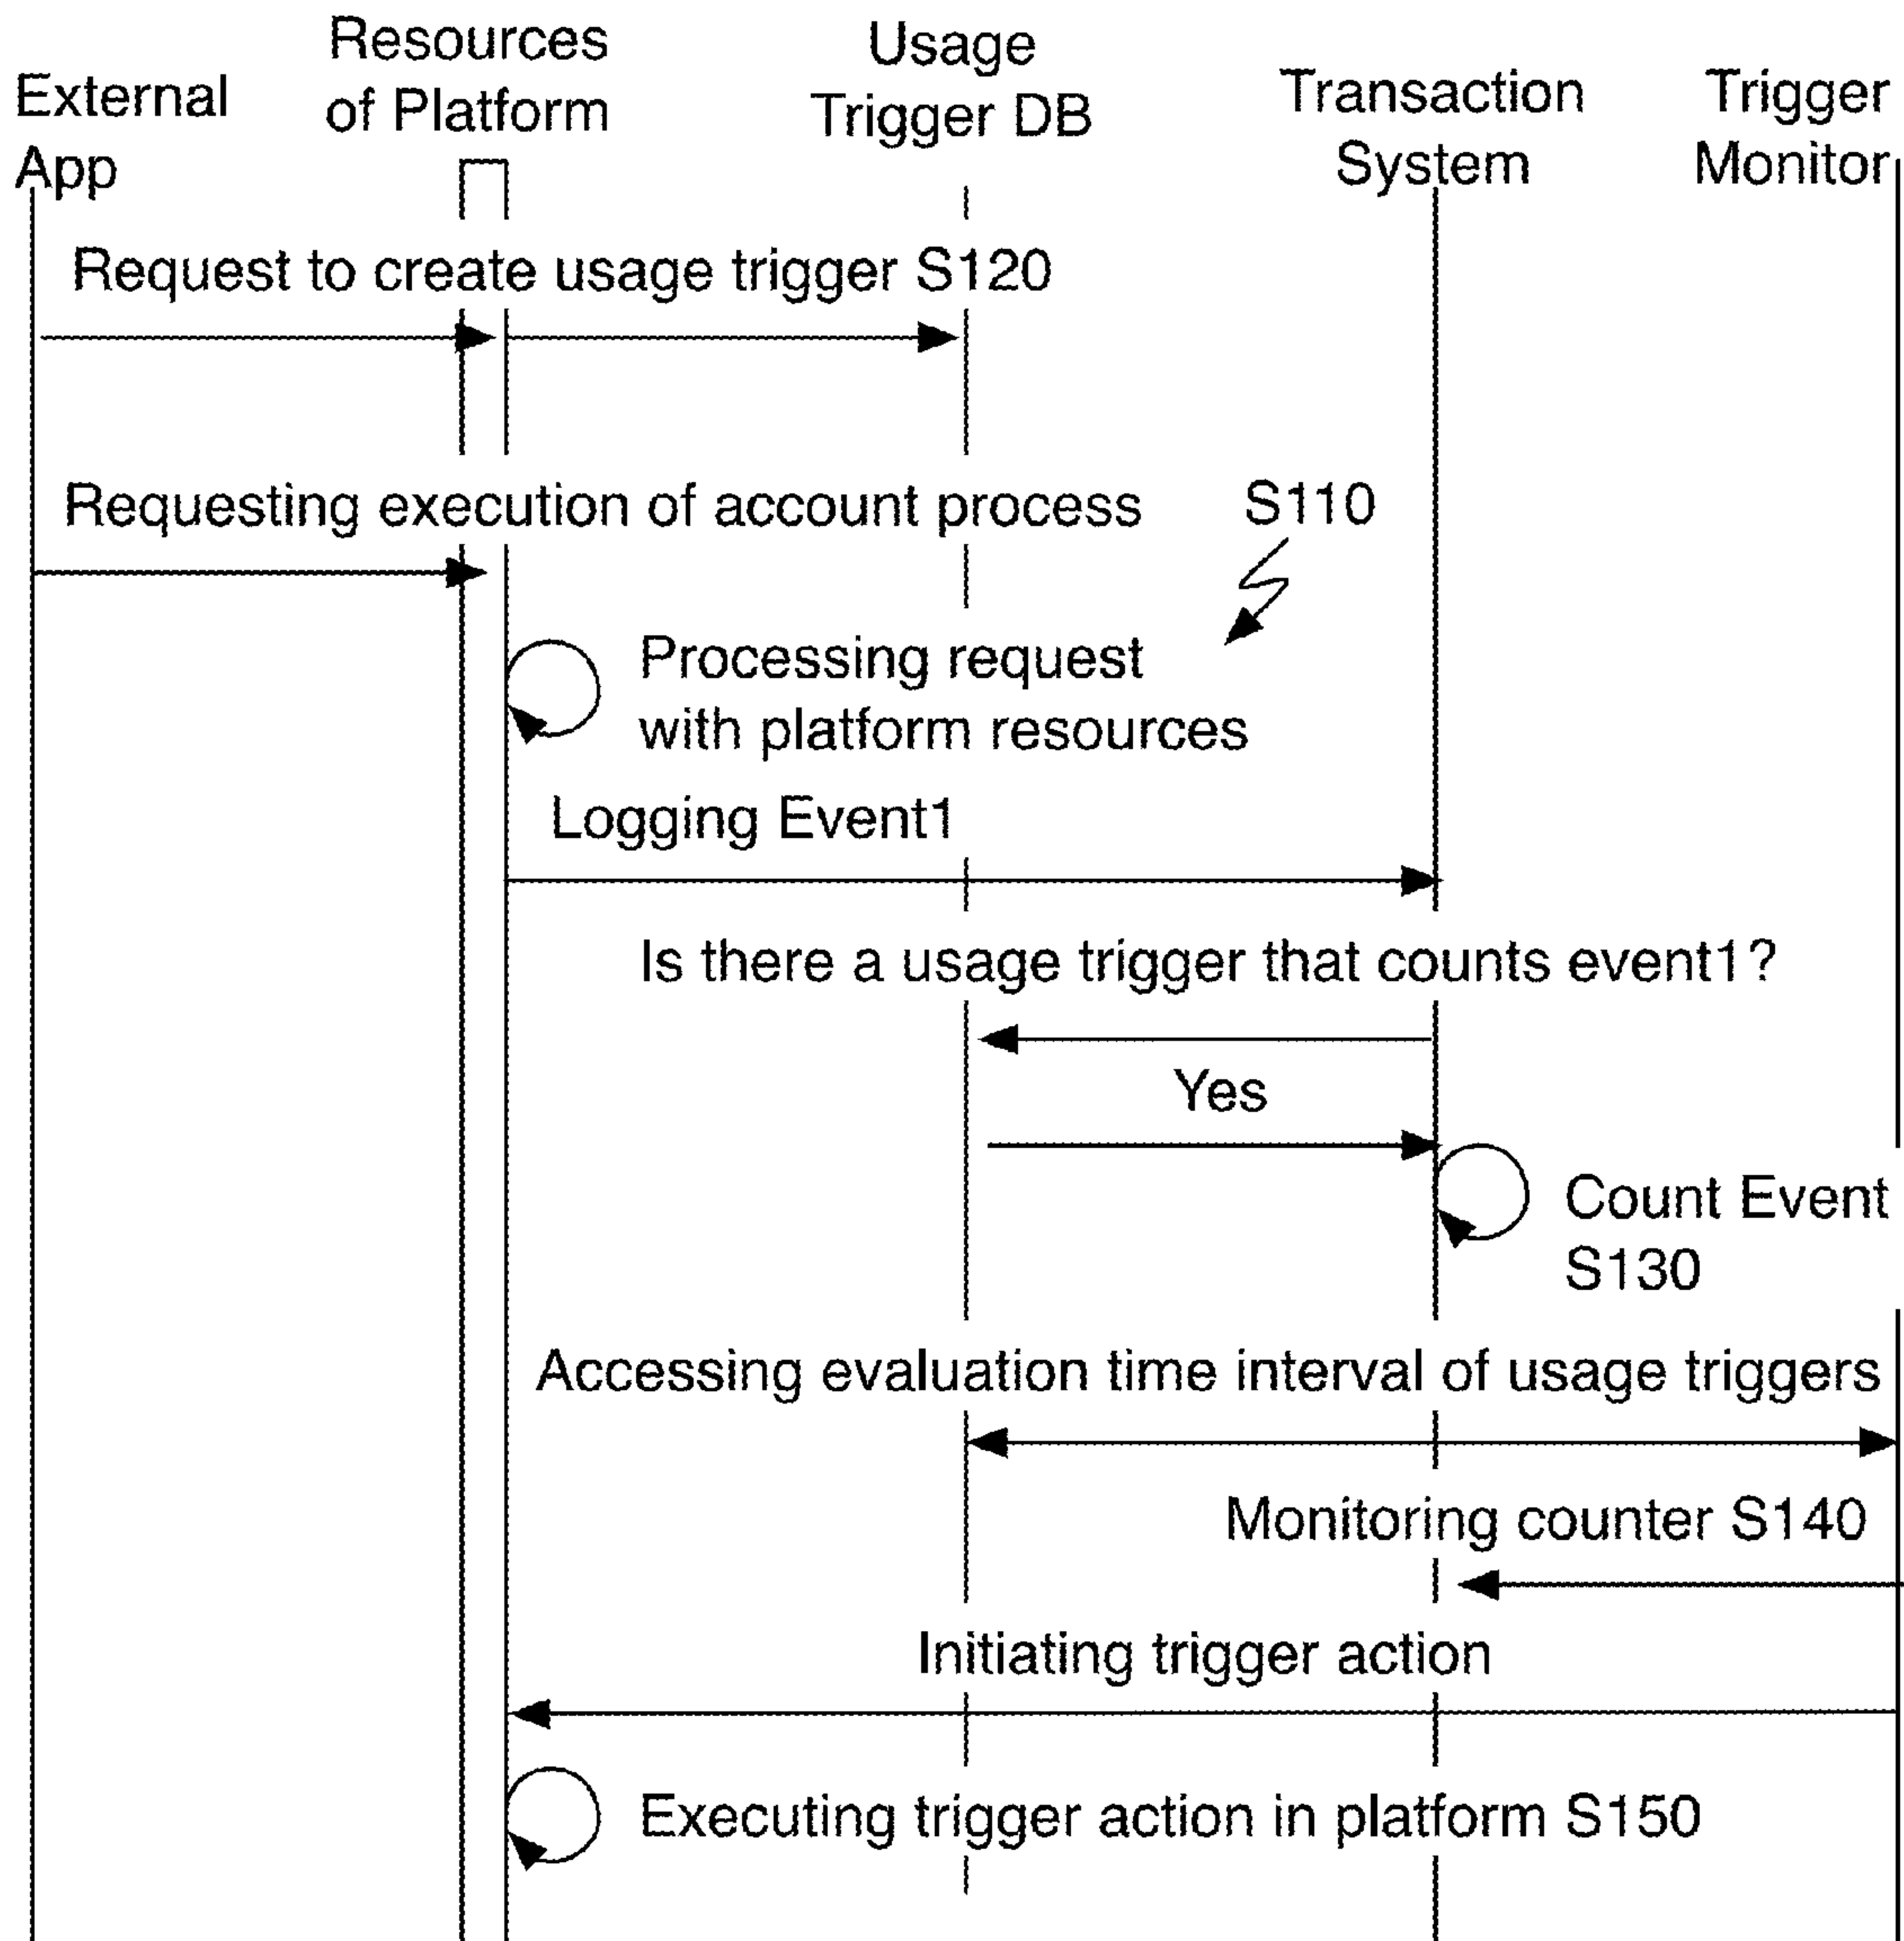 External
App
Resources
of Platform
Usage
Trigger DB
Transaction
System
Trigger
Monitor
Request to create usage trigger S120
Requesting execution of account process
S110
Processing request
with platform resources
Logging Event1
Is there a usage trigger that counts event1?
Yes
Count Event
S130
Accessing evaluation time interval of usage triggers
Monitoring counter S140
Initiating trigger action
Executing trigger action in platform S150